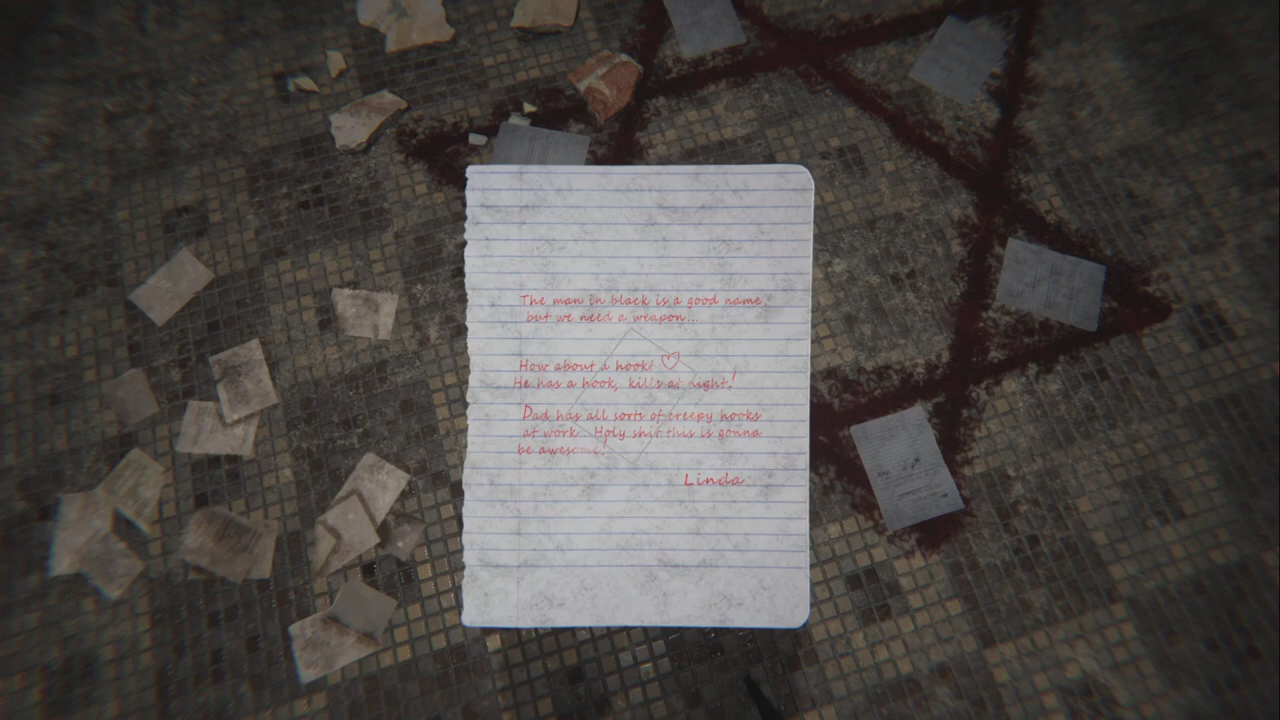 The man in black is a good name,
but we need a weapon...
How about a hook!
He has a hook, kills at night!
Dad has all sorts of creepy hooks
at work Holy shit this is gonna
be awesome!
Linda